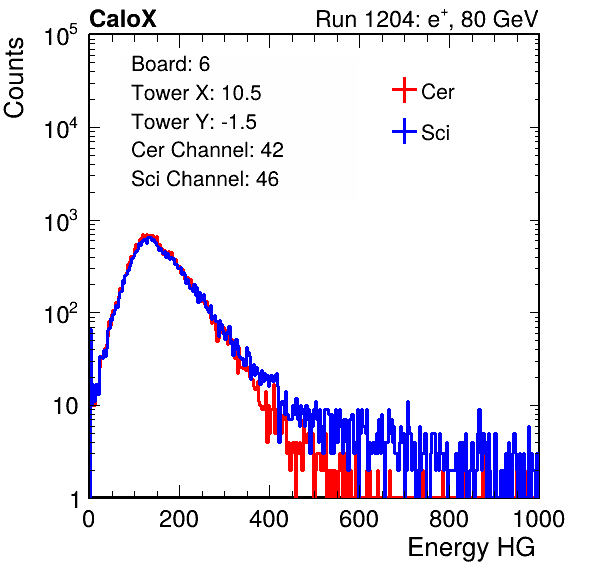 CaloX Run 1204: e⁺, 80 GeV
Counts
10⁵
10⁴
10³
10²
10
1
Board: 6
Tower X: 10.5
Tower Y: -1.5
Cer Channel: 42
Sci Channel: 46
Cer
Sci
0 200 400 600 800 1000
Energy HG